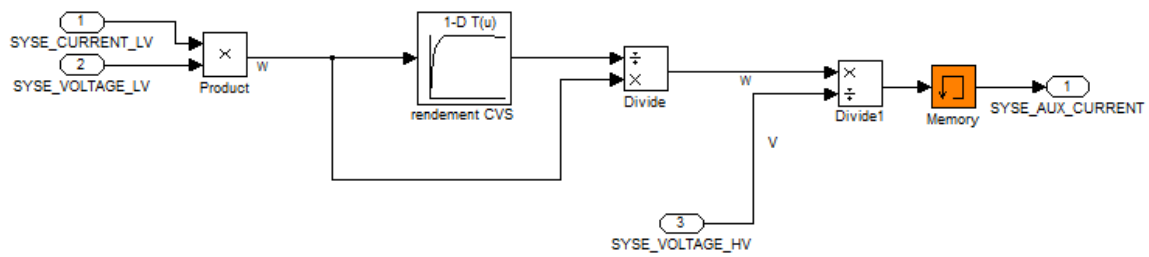 1
SYSE_CURRENT_LV
2
SYSE_VOLTAGE_LV
×
Product
W
1-D T(u)
rendement CVS
÷
×
Divide
W
×
÷
Divide1
Memory
1
SYSE_AUX_CURRENT
V
3
SYSE_VOLTAGE_HV